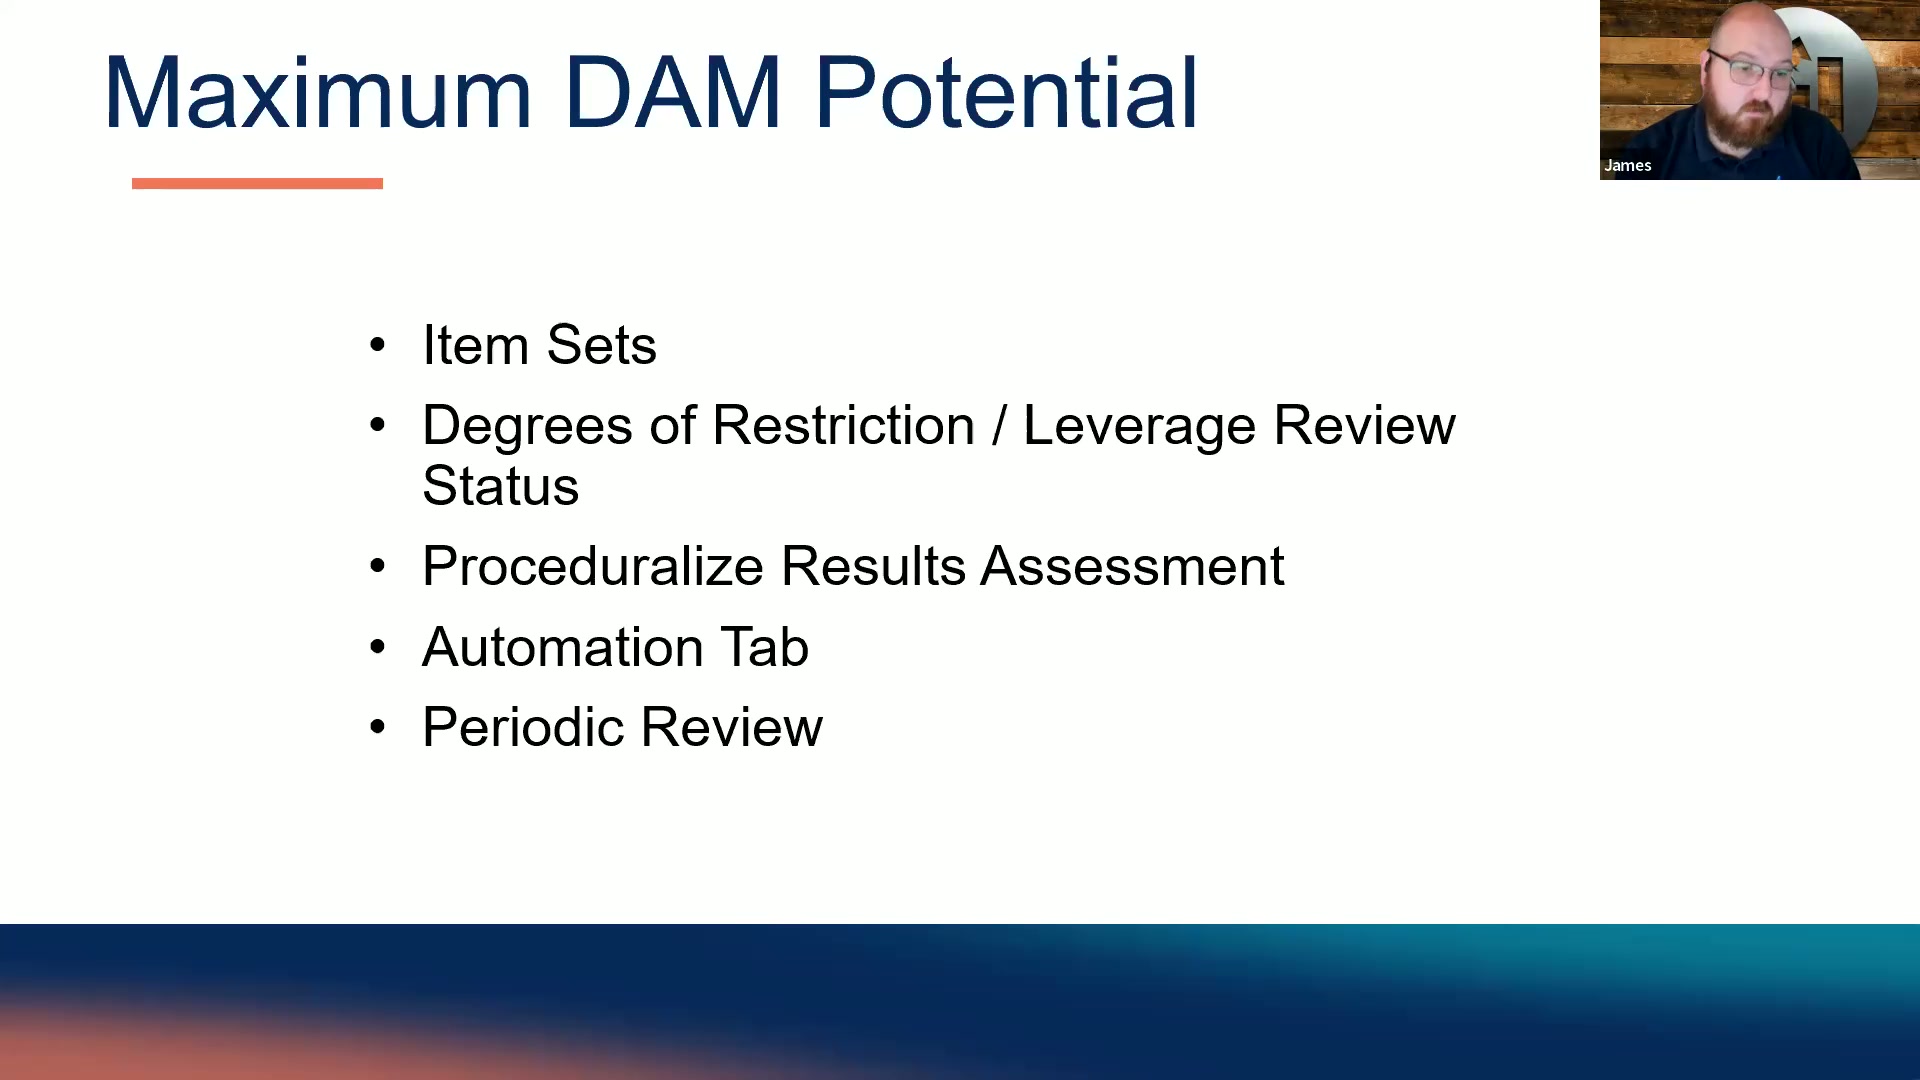 Maximum DAM Potential
James
• Item Sets
• Degrees of Restriction / Leverage Review
Status
• Proceduralize Results Assessment
• Automation Tab
• Periodic Review